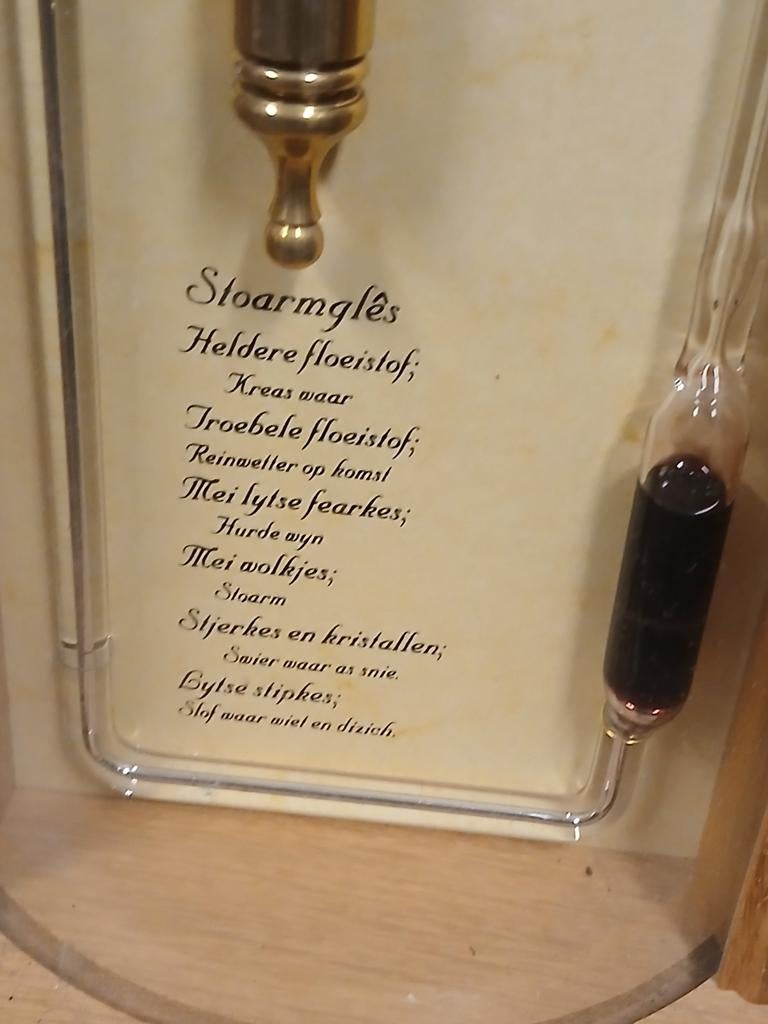 Stoarmglês
Heldere floeistof;
Kreas waar
Troebele floeistof;
Reinwetter op komst
Mei lytse fearkes;
Hurde wyn
Mei wolkjes;
Stoarm
Stjerkes en kristallen;
Swier waar as snie.
Lytse stipkes;
Slof waar wiet en dizich.